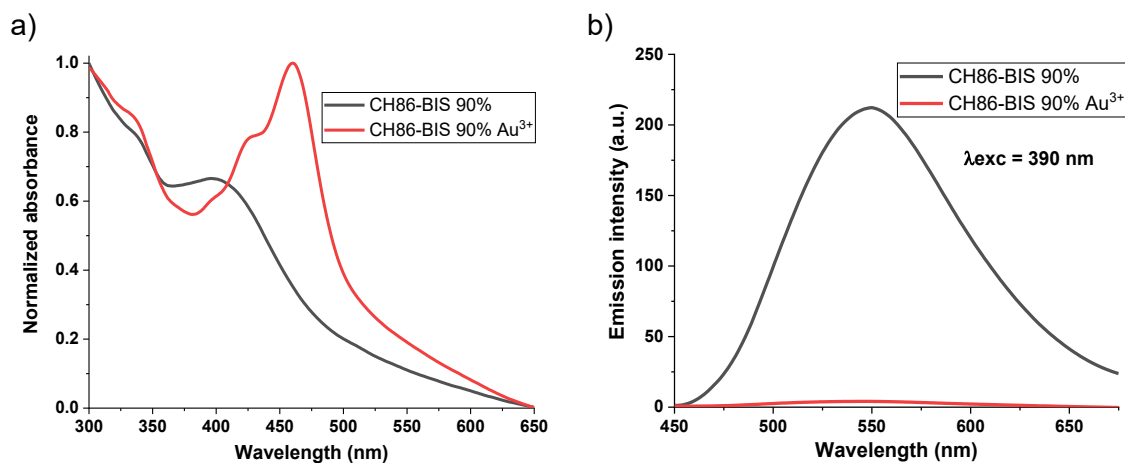 a)
1.0
0.8
0.6
0.4
0.2
0.0
Normalized absorbance
CH86-BIS 90%
CH86-BIS 90% Au³⁺
300 350 400 450 500 550 600 650
Wavelength (nm)
b)
250
200
150
100
50
0
Emission intensity (a.u.)
CH86-BIS 90%
CH86-BIS 90% Au³⁺
λexc = 390 nm
450 500 550 600 650
Wavelength (nm)